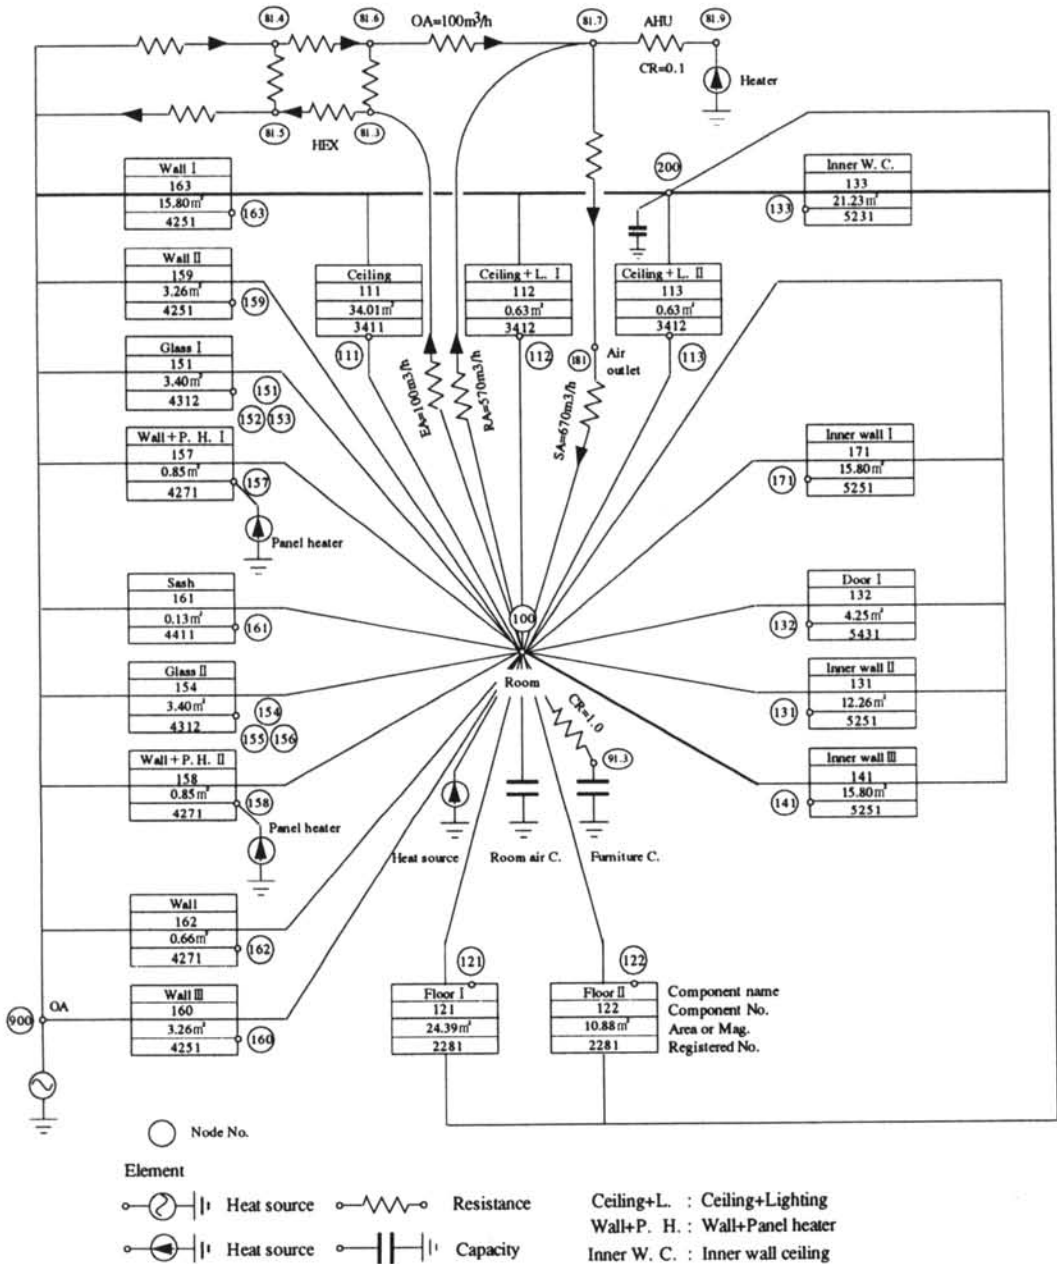 81.4
81.6
OA=100m³/h
81.7
AHU
81.9
CR=0.1
Heater
81.5
HEX
81.3
Wall I
163
15.80m²
4251
163
200
Inner W. C.
133
21.23m²
5231
133
Wall II
159
3.26m²
4251
159
Ceiling
111
34.01m²
3411
111
Ceiling + L. I
112
0.63m²
3412
112
Ceiling + L. II
113
0.63m²
3412
113
Glass I
151
3.40m²
4312
151
152 153
EA=100m3/h
RA=570m3/h
181
Air
outlet
SA=670m3/h
Wall + P. H. I
157
0.85m²
4271
157
Panel heater
Inner wall I
171
15.80m²
5251
171
Sash
161
0.13m²
4411
161
100
Room
Door I
132
4.25m²
5431
132
Glass II
154
3.40m²
4312
154
155 156
CR=1.0
91.3
Inner wall II
131
12.26m²
5251
131
Wall + P. H. II
158
0.85m²
4271
158
Panel heater
Inner wall III
141
15.80m²
5251
141
Heat source
Room air C.
Furniture C.
Wall
162
0.66m²
4271
162
900
OA
Wall III
160
3.26m²
4251
160
121
Floor I
121
24.39m²
2281
122
Floor II
122
10.88m²
2281
Component name
Component No.
Area or Mag.
Registered No.
Node No.
Element
Heat source
Resistance
Ceiling+L. : Ceiling+Lighting
Wall+P. H. : Wall+Panel heater
Heat source
Capacity
Inner W. C. : Inner wall ceiling